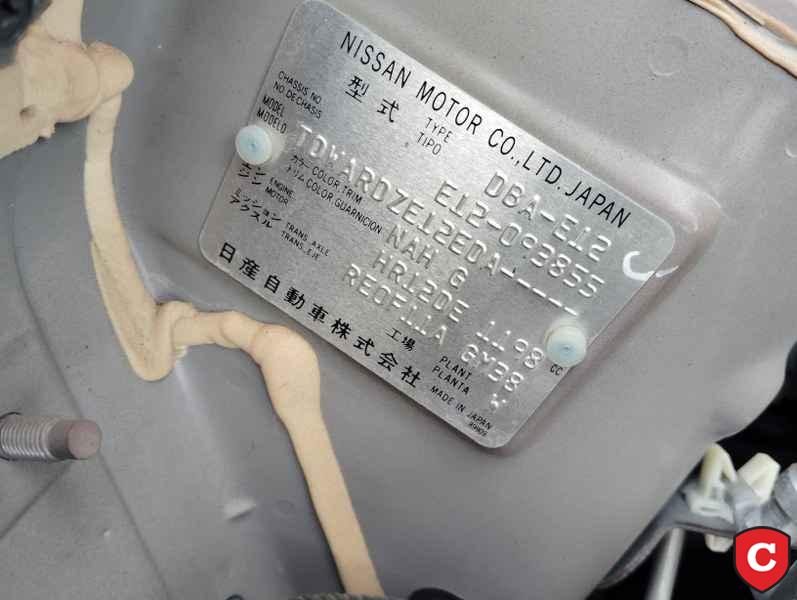 NISSAN MOTOR CO.,LTD.JAPAN
型式 TYPE TIPO DBA-E12
CHASSIS NO NO DECHASIS E12-093855
MODEL MODELO TDWARDZE12EDA-----
カラー COLOR,TRIM トリム COLOR,GUARNICION NAH G
エンジン ENGINE MOTOR HR12DE 1198 cc
ミッション アクスル TRANS,AXLE TRANS,EJE RE0F11A GY38
工場 PLANT PLANTA
日産自動車株式会社 MADE IN JAPAN
C